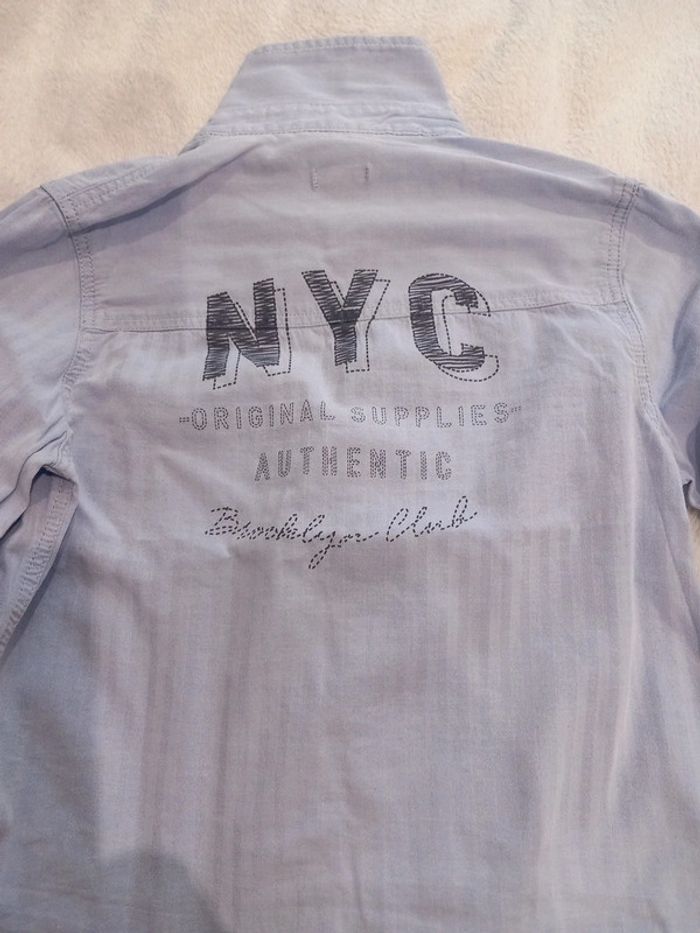 NYC
-ORIGINAL SUPPLIES-
AUTHENTIC
Brooklyn Club